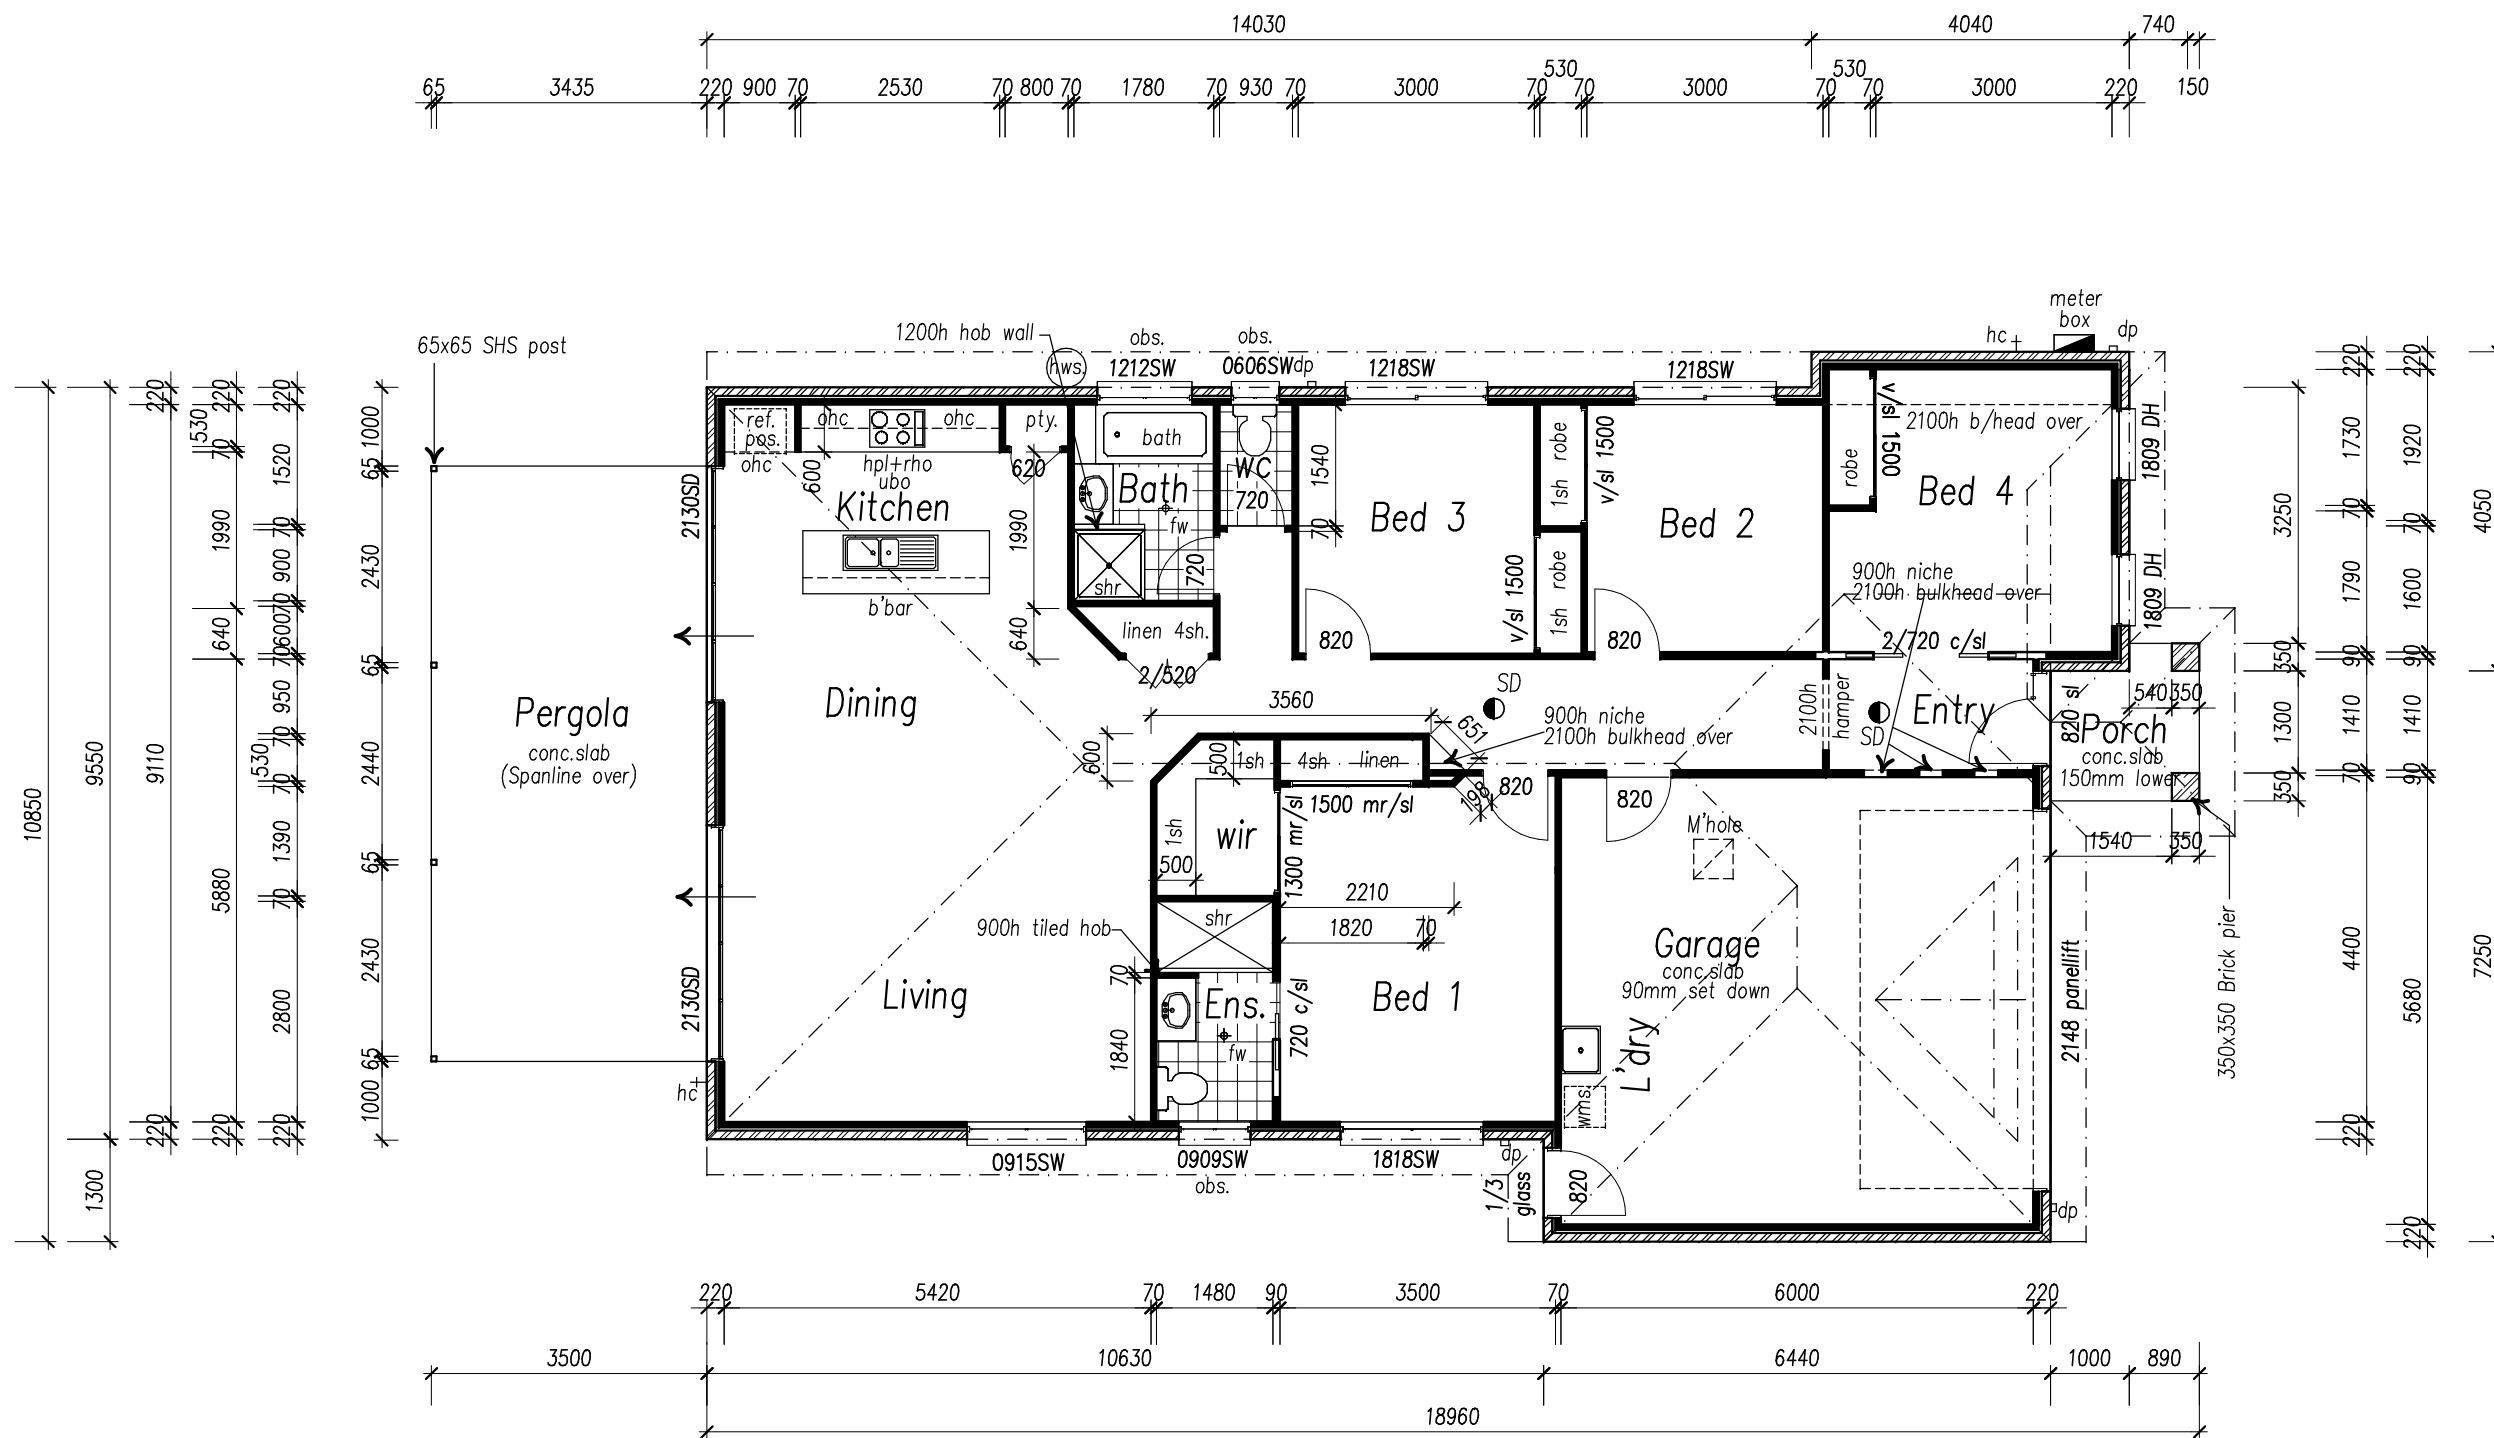 14030
4040
740
530
530
65
3435
220
900
70
2530
70
800
70
1780
70
930
70
3000
70
70
3000
70
70
3000
220
150
meter
box
hc
dp
65x65 SHS post
1200h hob wall
hws.
obs.
obs.
1212SW
0606SW
dp
1218SW
1218SW
ref.
pos.
ohc
ohc
ohc
pty.
620
600
hpl+rho
ubo
Kitchen
b'bar
1990
640
bath
Bath
fw
shr
720
WC
720
1540
70
linen 4sh.
2/520
Bed 3
820
1sh robe
v/sl 1500
1sh robe
v/sl 1500
Bed 2
820
robe
v/sl 1500
2100h b/head over
Bed 4
1809 DH
1809 DH
900h niche
2100h bulkhead over
2/720 c/sl
2100h
hamper
SD
Entry
820 sl
540
350
Porch
conc.slab
150mm lower
1540
350
350x350 Brick pier
2130SD
2130SD
Pergola
conc.slab
(Spanline over)
Dining
Living
hc
3560
651
SD
900h niche
2100h bulkhead over
600
500
1sh
4sh
linen
1500 mr/sl
198
820
820
1sh
wir
500
1300 mr/sl
2210
1820
70
900h tiled hob
shr
70
1840
Ens.
fw
720 c/sl
Bed 1
M'hole
Garage
conc.slab
90mm set down
L'dry
wms.
2148 panellift
820
1/3
glass
dp
dp
0915SW
0909SW
1818SW
obs.
10850
9550
1300
220
9110
220
220
530
70
1990
640
5880
220
220
1520
70
900
70
600
70
950
70
530
70
1390
70
2800
220
1000
65
2430
65
2440
65
2430
65
1000
3250
350
1300
350
220
1730
70
1790
90
1410
70
4400
220
220
1920
70
1600
90
1410
90
5680
220
4050
7250
220
5420
70
1480
90
3500
70
6000
220
3500
10630
6440
1000
890
18960